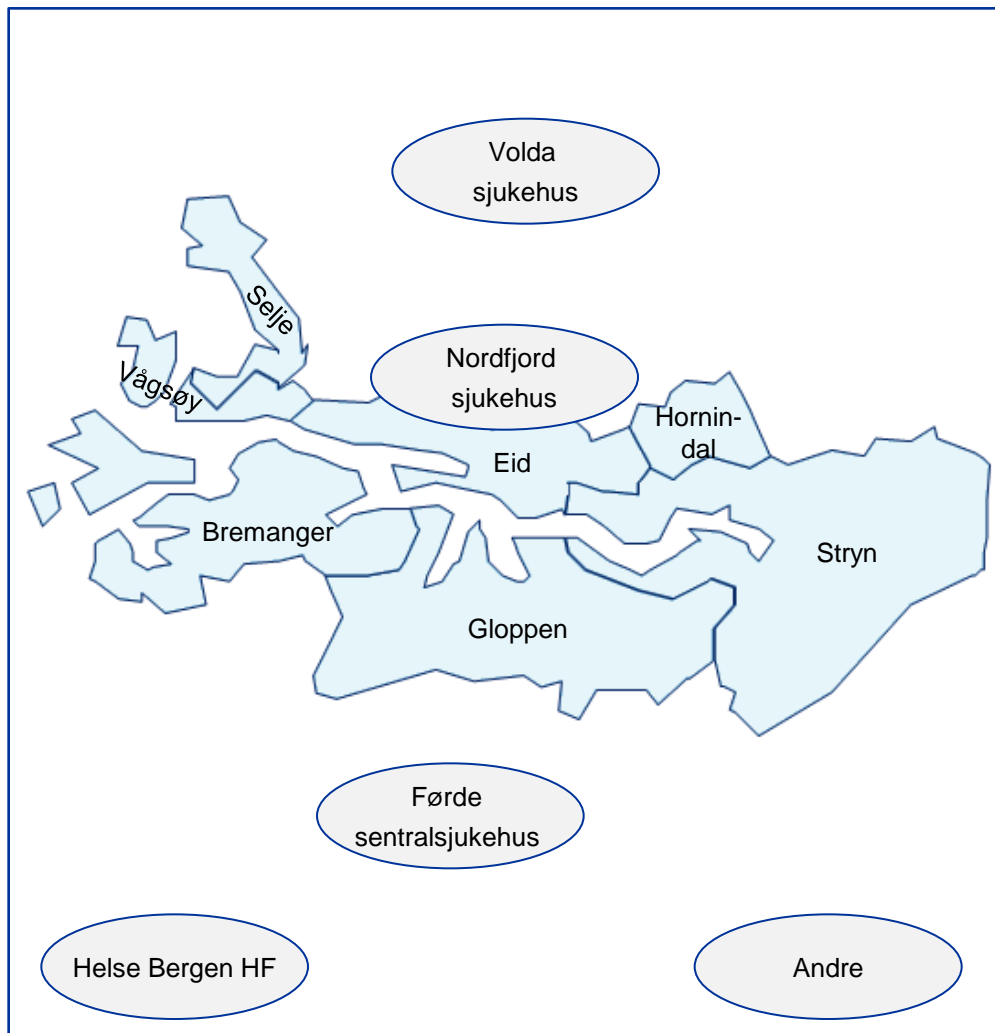 Volda
sjukehus
Selje
Nordfjord
sjukehus
Vågsøy
Hornin-
dal
Eid
Bremanger
Stryn
Gloppen
Førde
sentralsjukehus
Helse Bergen HF
Andre